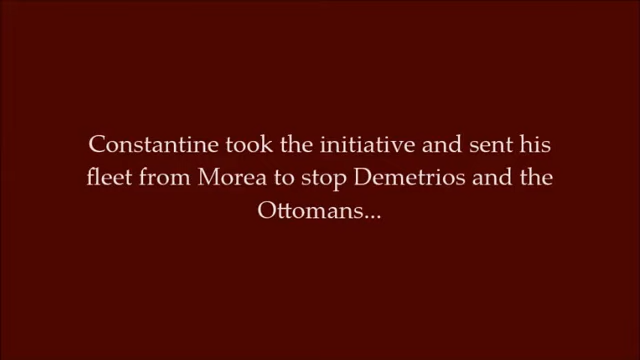 Constantine took the initiative and sent his
fleet from Morea to stop Demetrios and the
Ottomans...